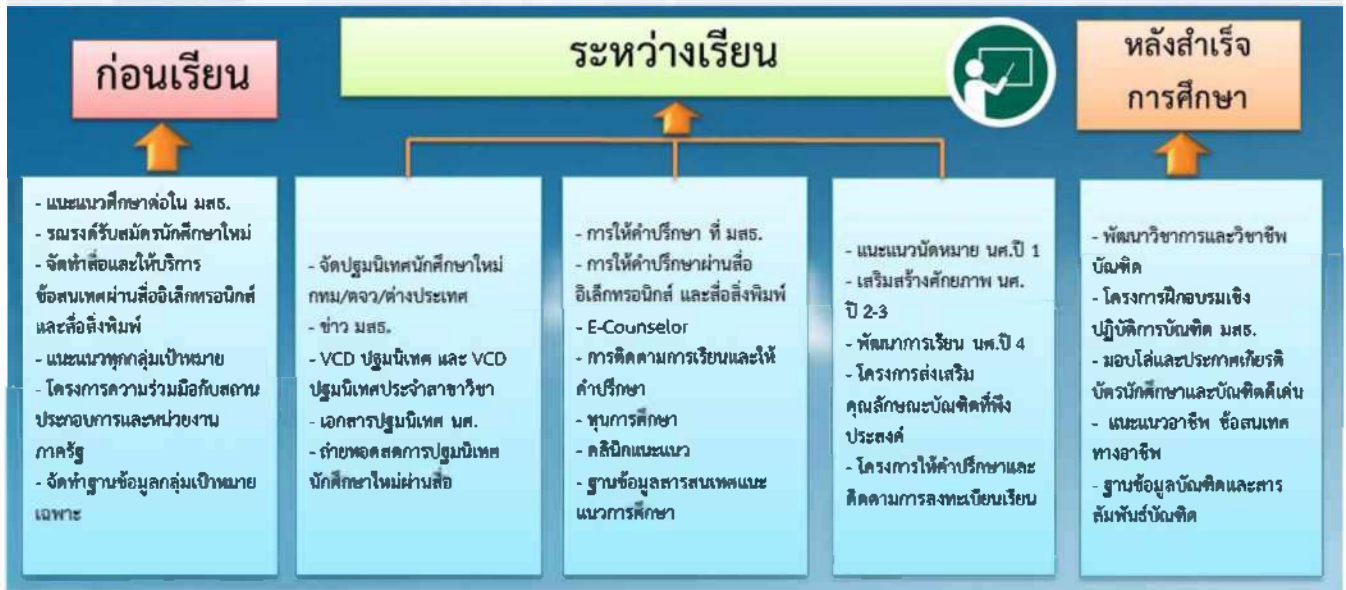 ก่อนเรียน
ระหว่างเรียน
หลังสำเร็จ
การศึกษา
- แนะแนวศึกษาต่อใน มสธ.
- รณรงค์รับสมัครนักศึกษาใหม่
- จัดทำสื่อและให้บริการ
ข้อสนเทศผ่านสื่ออิเล็กทรอนิกส์
และสื่อสิ่งพิมพ์
- แนะแนวทุกกลุ่มเป้าหมาย
- โครงการความร่วมมือกับสถาน
ประกอบการและหน่วยงาน
ภาครัฐ
- จัดทำฐานข้อมูลกลุ่มเป้าหมาย
เฉพาะ
- จัดปฐมนิเทศนักศึกษาใหม่
กทม/ตจว/ต่างประเทศ
- ข่าว มสธ.
- VCD ปฐมนิเทศ และ VCD
ปฐมนิเทศประจำสาขาวิชา
- เอกสารปฐมนิเทศ นศ.
- ถ่ายทอดสดการปฐมนิเทศ
นักศึกษาใหม่ผ่านสื่อ
- การให้คำปรึกษา ที่ มสธ.
- การให้คำปรึกษาผ่านสื่อ
อิเล็กทรอนิกส์ และสื่อสิ่งพิมพ์
- E-Counselor
- การติดตามการเรียนและให้
คำปรึกษา
- ทุนการศึกษา
- คลินิกแนะแนว
- ฐานข้อมูลสารสนเทศแนะ
แนวการศึกษา
- แนะแนวนัดหมาย นศ.ปี 1
- เสริมสร้างศักยภาพ นศ.
ปี 2-3
- พัฒนาการเรียน นศ.ปี 4
- โครงการส่งเสริม
คุณลักษณะบัณฑิตที่พึง
ประสงค์
- โครงการให้คำปรึกษาและ
ติดตามการลงทะเบียนเรียน
- พัฒนาวิชาการและวิชาชีพ
บัณฑิต
- โครงการฝึกอบรมเชิง
ปฏิบัติการบัณฑิต มสธ.
- มอบโล่และประกาศเกียรติ
บัตรนักศึกษาและบัณฑิตดีเด่น
- แนะแนวอาชีพ ข้อสนเทศ
ทางอาชีพ
- ฐานข้อมูลบัณฑิตและสาร
สัมพันธ์บัณฑิต